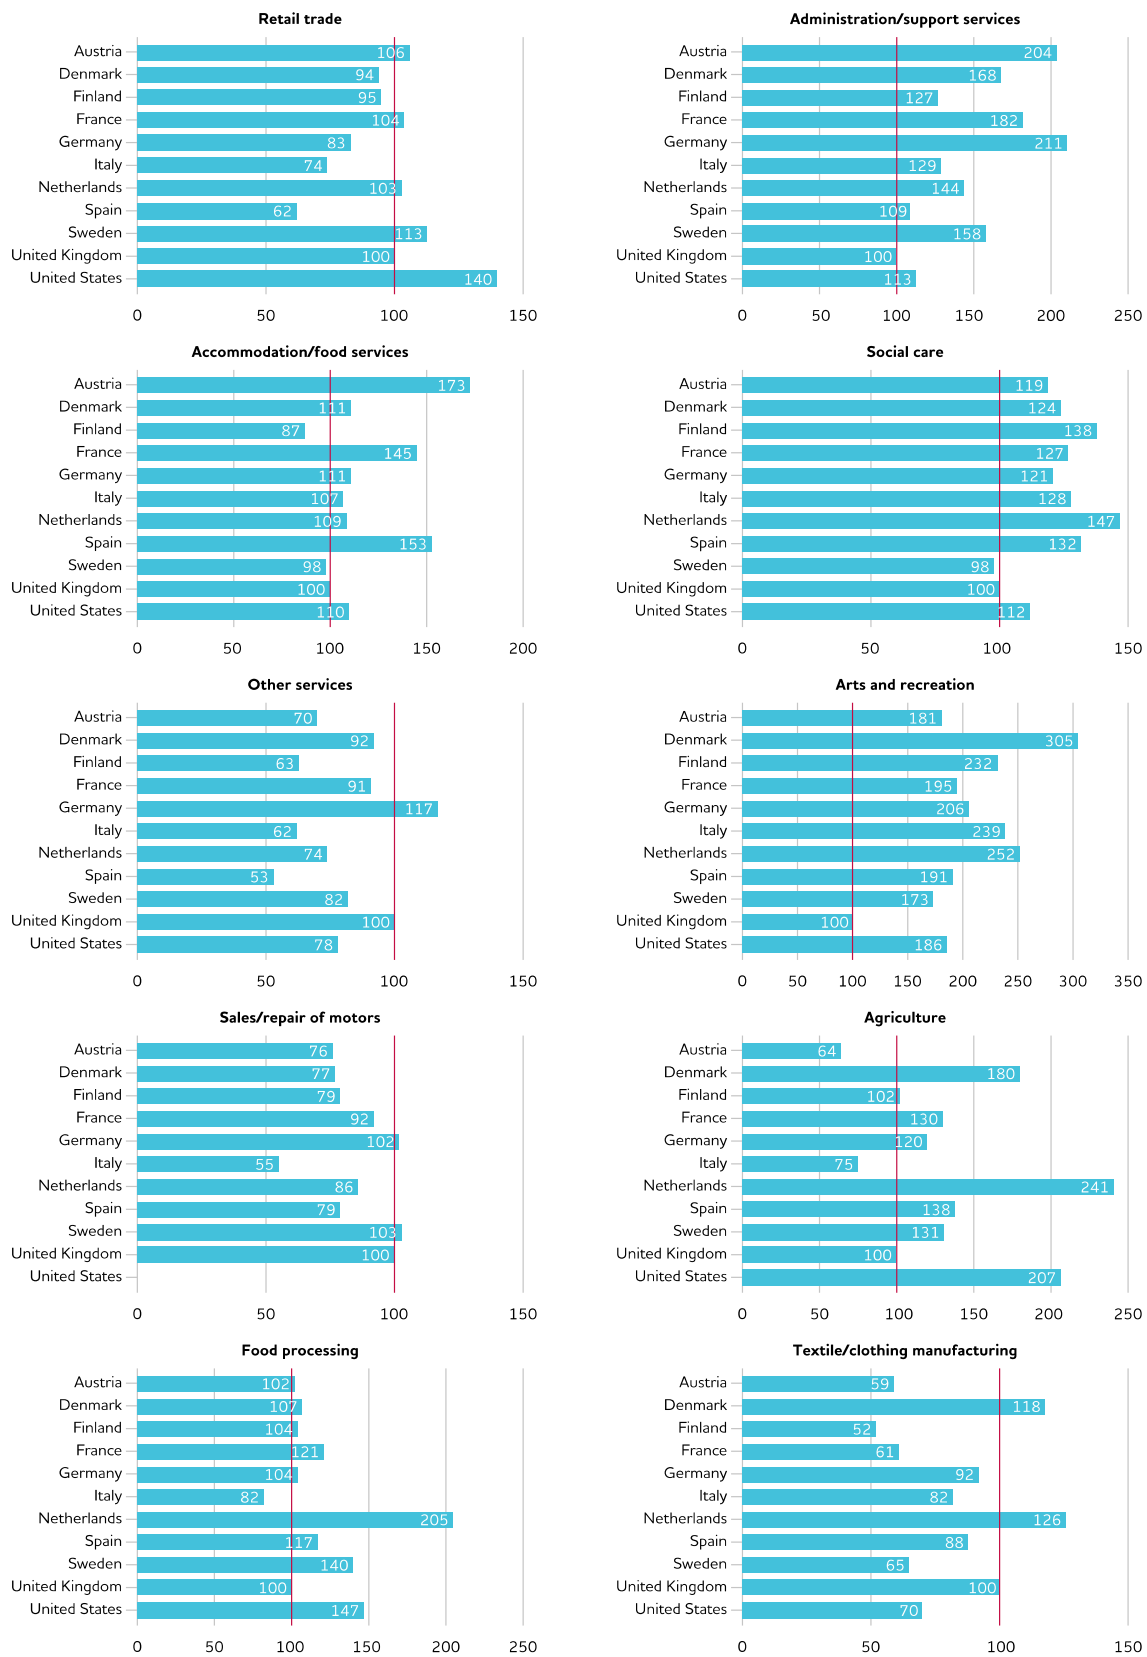 Retail trade
Austria 106
Denmark 94
Finland 95
France 104
Germany 83
Italy 74
Netherlands 103
Spain 62
Sweden 113
United Kingdom 100
United States 140
0 50 100 150
Administration/support services
Austria 204
Denmark 168
Finland 127
France 182
Germany 211
Italy 129
Netherlands 144
Spain 109
Sweden 158
United Kingdom 100
United States 113
0 50 100 150 200 250
Accommodation/food services
Austria 173
Denmark 111
Finland 87
France 145
Germany 111
Italy 107
Netherlands 109
Spain 153
Sweden 98
United Kingdom 100
United States 110
0 50 100 150 200
Social care
Austria 119
Denmark 124
Finland 138
France 127
Germany 121
Italy 128
Netherlands 147
Spain 132
Sweden 98
United Kingdom 100
United States 112
0 50 100 150
Other services
Austria 70
Denmark 92
Finland 63
France 91
Germany 117
Italy 62
Netherlands 74
Spain 53
Sweden 82
United Kingdom 100
United States 78
0 50 100 150
Arts and recreation
Austria 181
Denmark 305
Finland 232
France 195
Germany 206
Italy 239
Netherlands 252
Spain 191
Sweden 173
United Kingdom 100
United States 186
0 50 100 150 200 250 300 350
Sales/repair of motors
Austria 76
Denmark 77
Finland 79
France 92
Germany 102
Italy 55
Netherlands 86
Spain 79
Sweden 103
United Kingdom 100
United States
0 50 100 150
Agriculture
Austria 64
Denmark 180
Finland 102
France 130
Germany 120
Italy 75
Netherlands 241
Spain 138
Sweden 131
United Kingdom 100
United States 207
0 50 100 150 200 250
Food processing
Austria 102
Denmark 107
Finland 104
France 121
Germany 104
Italy 82
Netherlands 205
Spain 117
Sweden 140
United Kingdom 100
United States 147
0 50 100 150 200 250
Textile/clothing manufacturing
Austria 59
Denmark 118
Finland 52
France 61
Germany 92
Italy 82
Netherlands 126
Spain 88
Sweden 65
United Kingdom 100
United States 70
0 50 100 150